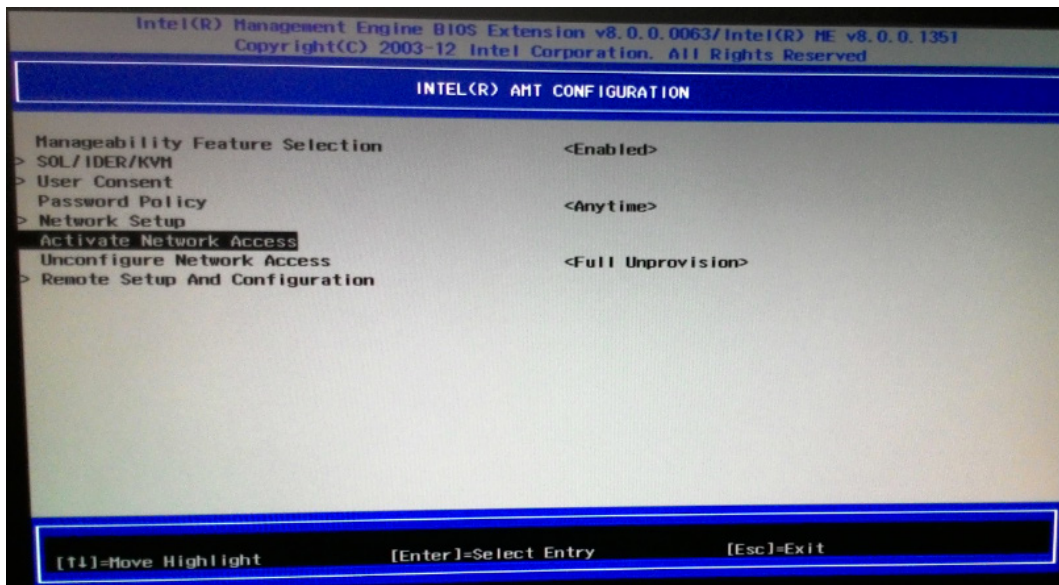 Intel(R) Management Engine BIOS Extension v8.0.0.0063/Intel(R) ME v8.0.0.1351
Copyright(C) 2003-12 Intel Corporation. All Rights Reserved
INTEL(R) AMT CONFIGURATION
Manageability Feature Selection <Enabled>
> SOL/IDER/KVM
> User Consent
Password Policy <Anytime>
> Network Setup
Activate Network Access
Unconfigure Network Access <Full Unprovision>
> Remote Setup And Configuration
[↑↓]=Move Highlight [Enter]=Select Entry [Esc]=Exit